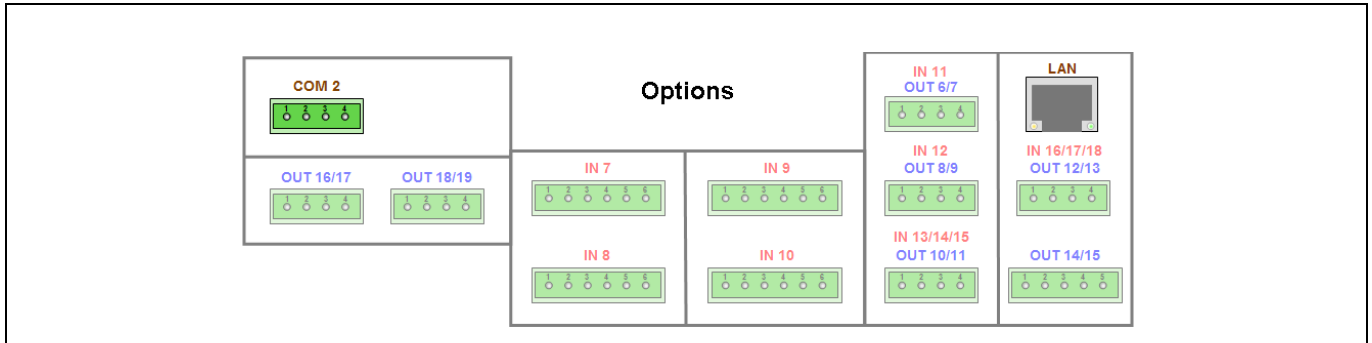 Options
COM 2
1 2 3 4
OUT 16/17
1 2 3 4
OUT 18/19
1 2 3 4
IN 7
1 2 3 4 5 6
IN 8
1 2 3 4 5 6
IN 9
1 2 3 4 5 6
IN 10
1 2 3 4 5 6
IN 11
OUT 6/7
1 2 3 4
IN 12
OUT 8/9
1 2 3 4
IN 13/14/15
OUT 10/11
1 2 3 4
LAN
IN 16/17/18
OUT 12/13
1 2 3 4
OUT 14/15
1 2 3 4 5